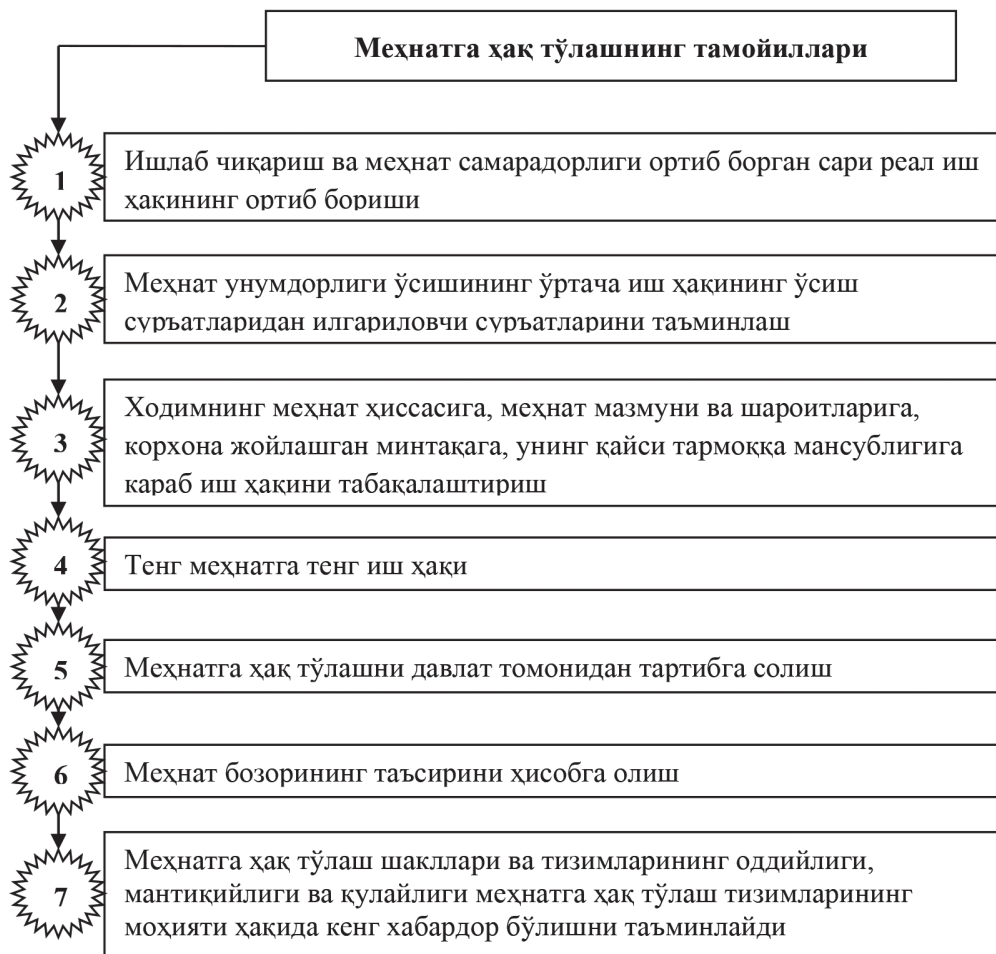 Меҳнатга ҳақ тўлашнинг тамойиллари
1
Ишлаб чиқариш ва меҳнат самарадорлиги ортиб борган сари реал иш
ҳақининг ортиб бориши
2
Меҳнат унумдорлиги ўсишининг ўртача иш ҳақининг ўсиш
суръатларидан илгариловчи суръатларини таъминлаш
3
Ходимнинг меҳнат ҳиссасига, меҳнат мазмуни ва шароитларига,
корхона жойлашган минтақага, унинг қайси тармоққа мансублигига
қараб иш ҳақини табақалаштириш
4
Тенг меҳнатга тенг иш ҳақи
5
Меҳнатга ҳақ тўлашни давлат томонидан тартибга солиш
6
Меҳнат бозорининг таъсирини ҳисобга олиш
7
Меҳнатга ҳақ тўлаш шакллари ва тизимларининг оддийлиги,
мантиқийлиги ва қулайлиги меҳнатга ҳақ тўлаш тизимларининг
моҳияти ҳақида кенг хабардор бўлишни таъминлайди